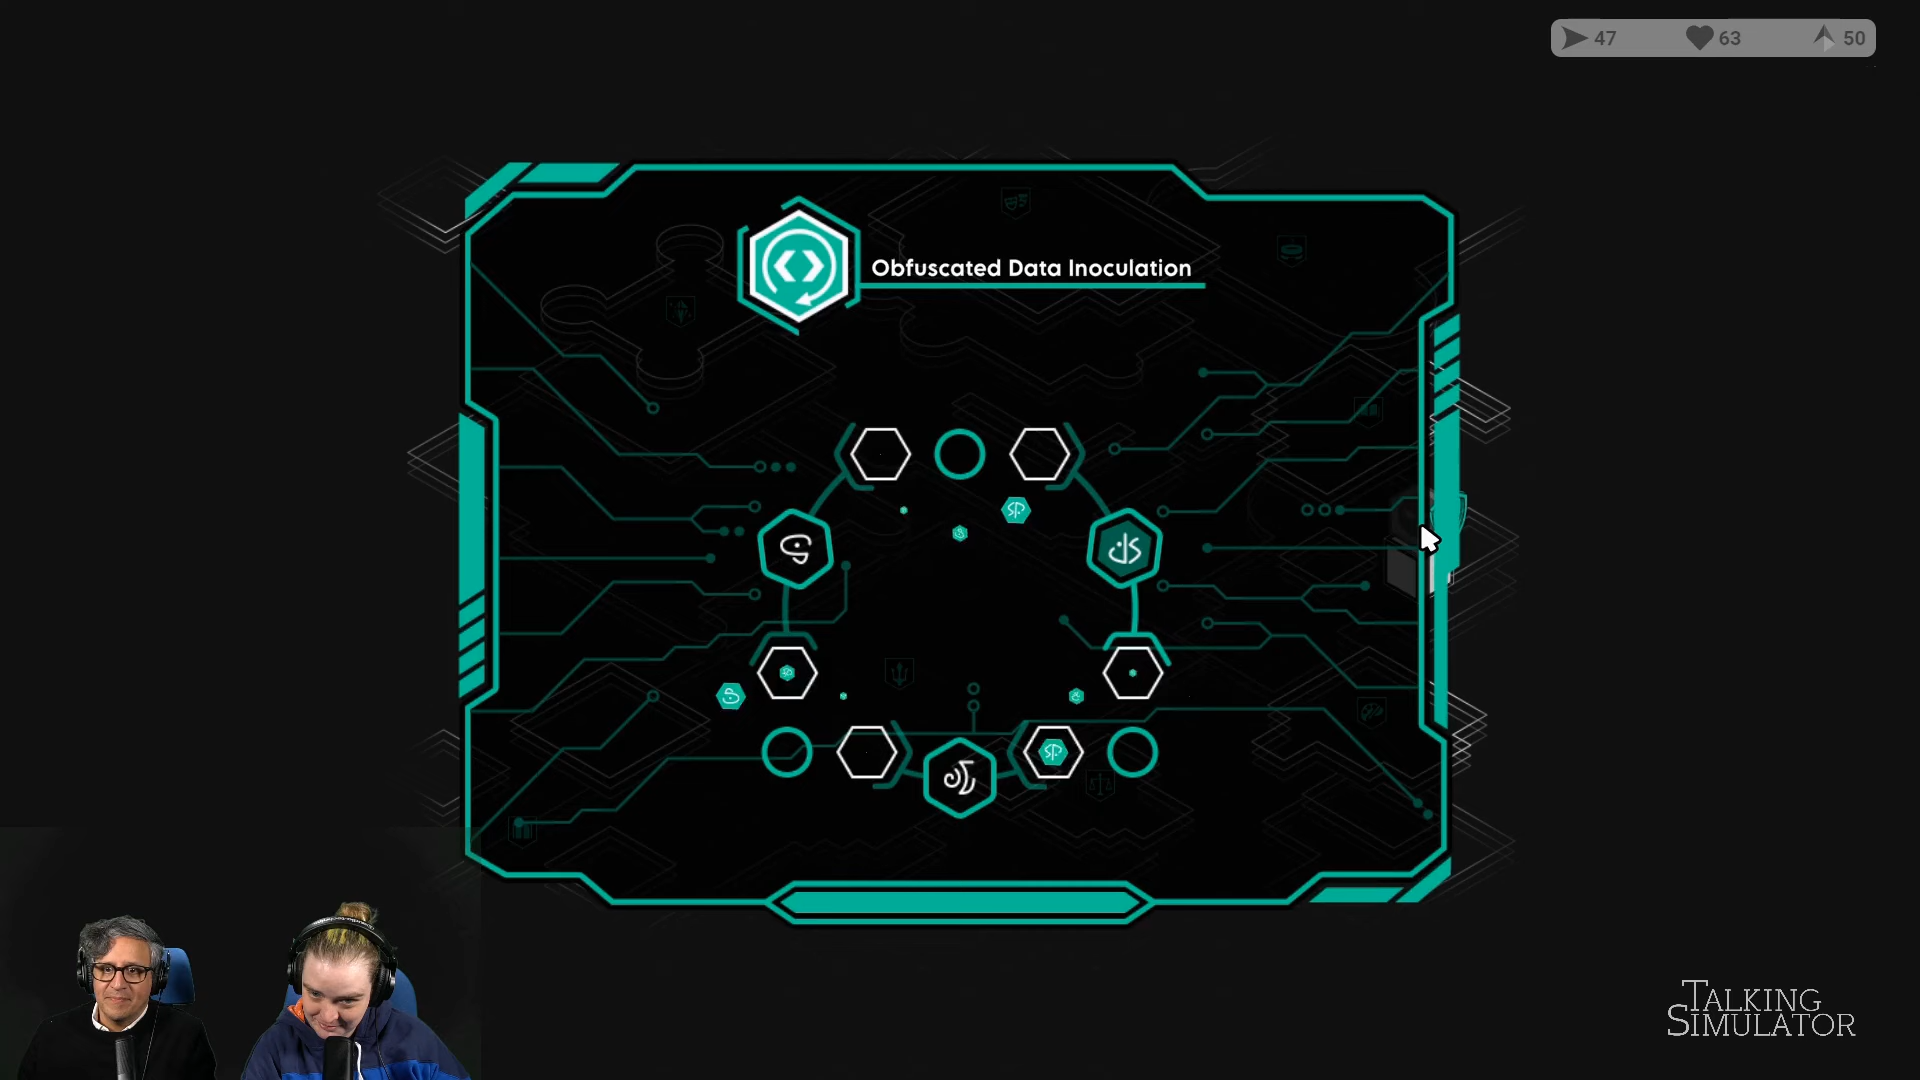 47 63 50
Obfuscated Data Inoculation
TALKING
SIMULATOR